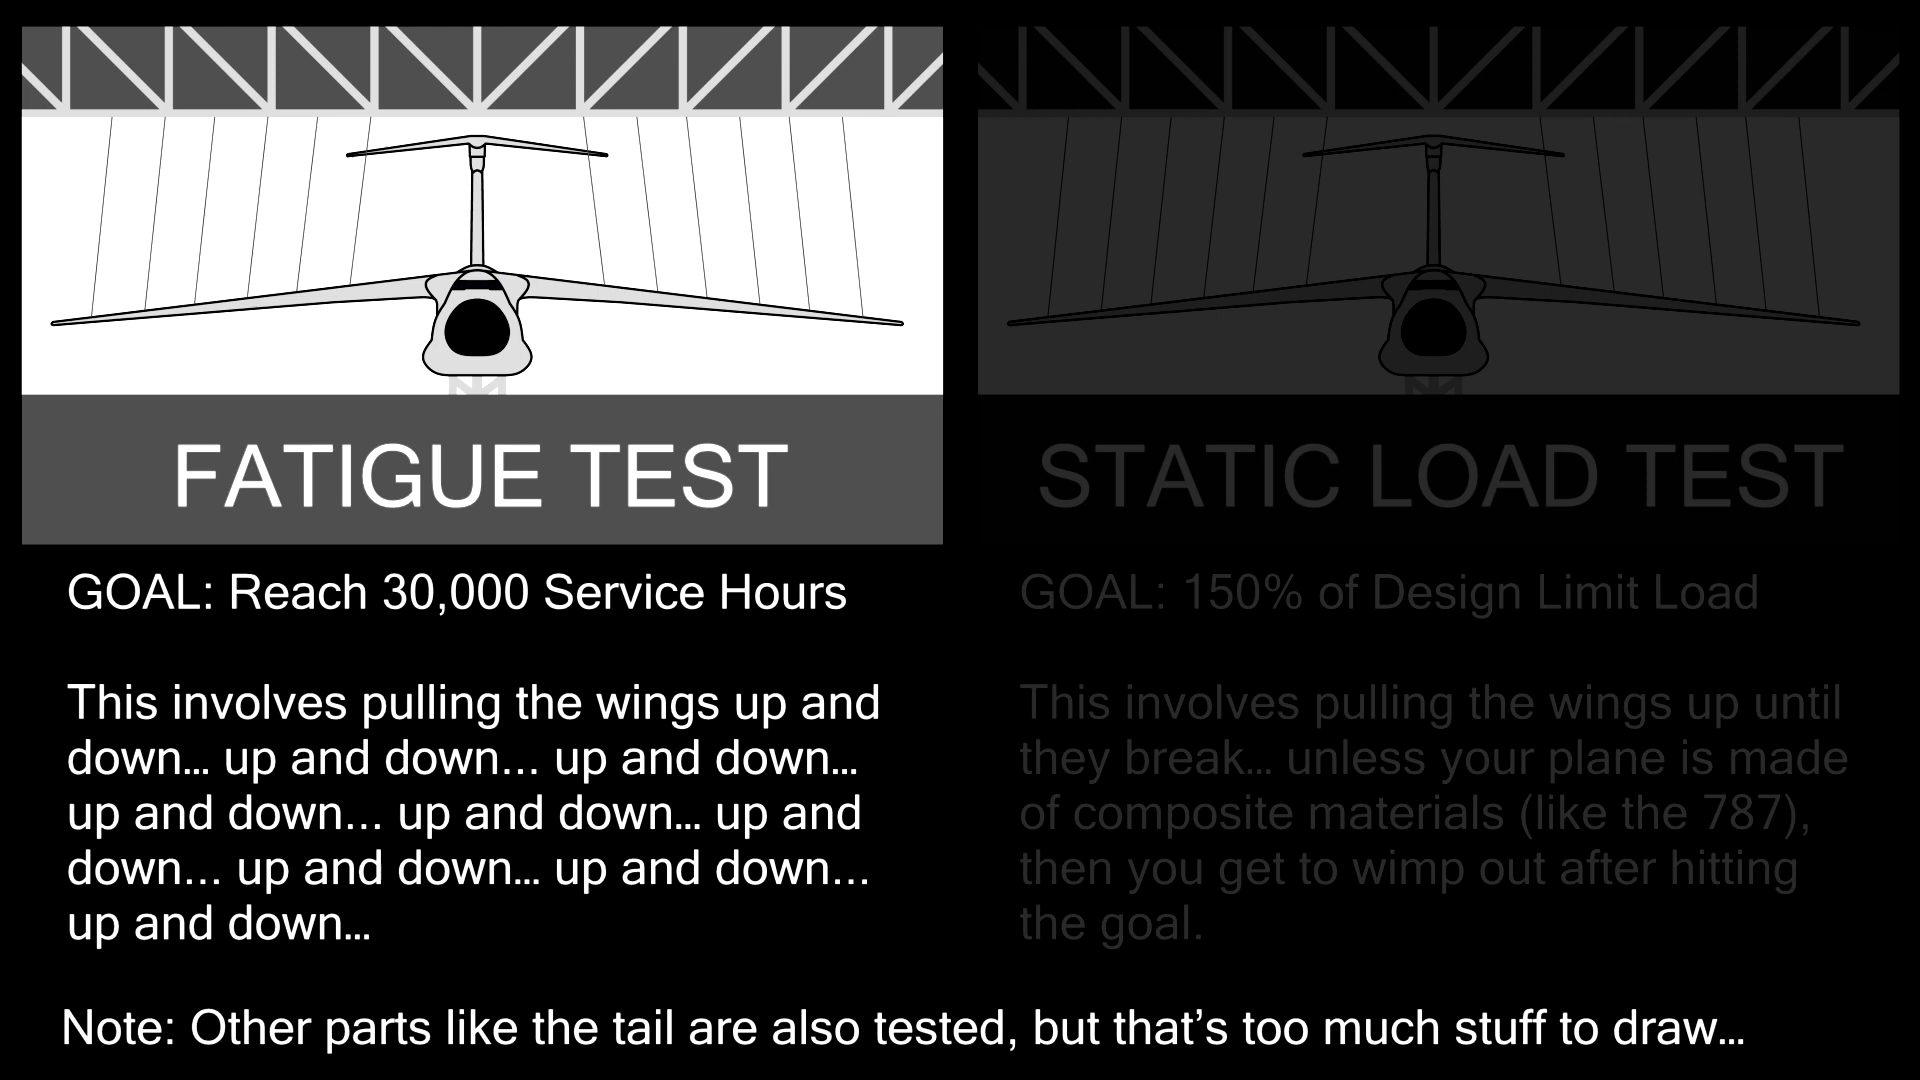 FATIGUE TEST
GOAL: Reach 30,000 Service Hours
This involves pulling the wings up and
down... up and down... up and down...
up and down... up and down... up and
down... up and down... up and down...
up and down...
STATIC LOAD TEST
GOAL: 150% of Design Limit Load
This involves pulling the wings up until
they break... unless your plane is made
of composite materials (like the 787),
then you get to wimp out after hitting
the goal.
Note: Other parts like the tail are also tested, but that’s too much stuff to draw...